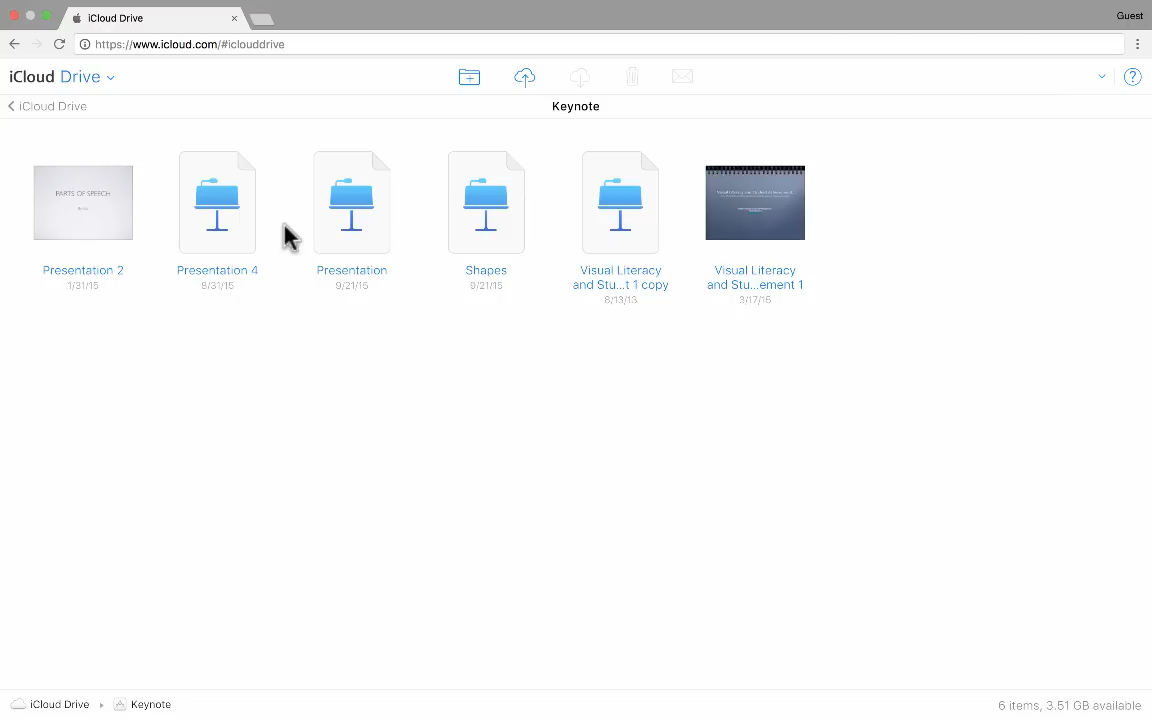 iCloud Drive
Guest
https://www.icloud.com/#iclouddrive
iCloud Drive
iCloud Drive
Keynote
PARTS OF SPEECH
Presentation 2
1/31/15
Presentation 4
8/31/15
Presentation
9/21/15
Shapes
9/21/15
Visual Literacy
and Stu...t 1 copy
8/13/13
Visual Literacy
and Stu...ement 1
3/17/15
iCloud Drive
Keynote
6 items, 3.51 GB available